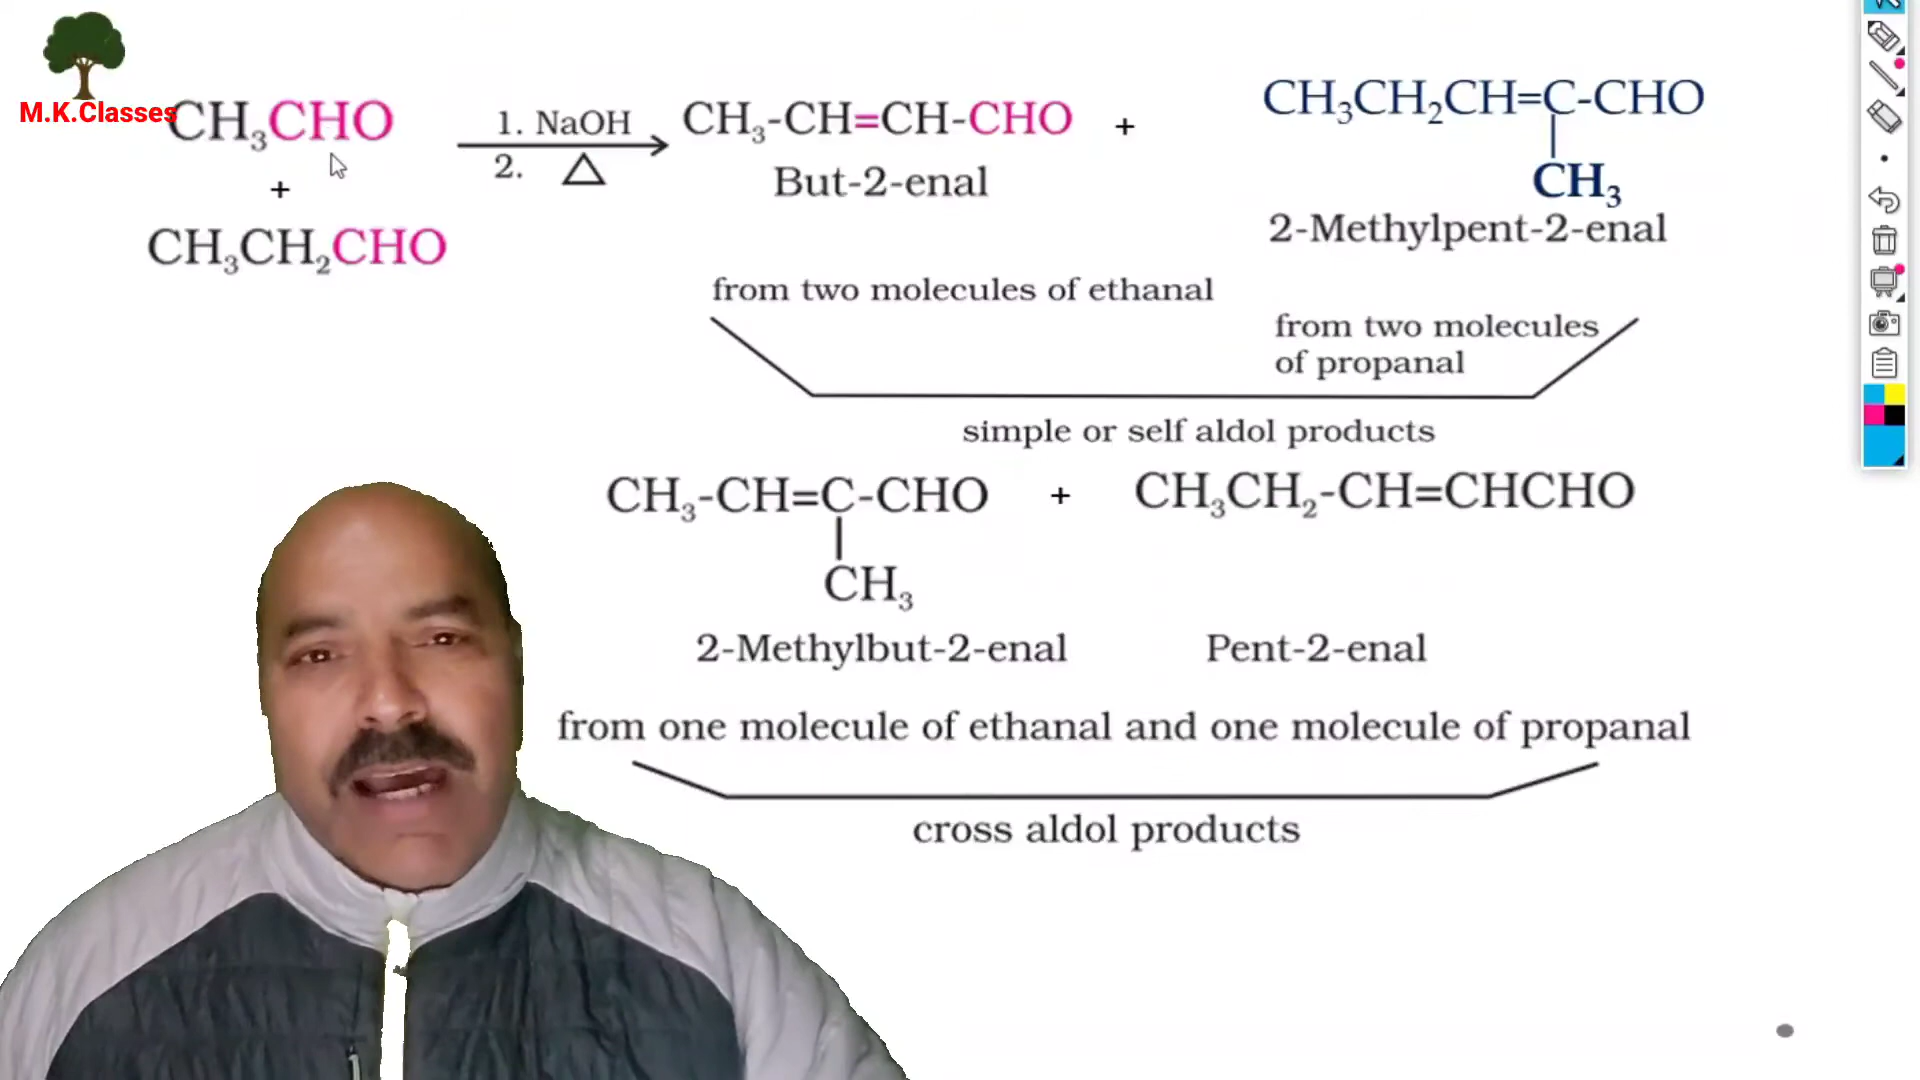 M.K.Classes
CH₃CHO
+
CH₃CH₂CHO
1. NaOH
2. △
CH₃-CH=CH-CHO
But-2-enal
+
CH₃CH₂CH=C-CHO
CH₃
2-Methylpent-2-enal
from two molecules of ethanal
from two molecules
of propanal
simple or self aldol products
CH₃-CH=C-CHO
CH₃
+
CH₃CH₂-CH=CHCHO
2-Methylbut-2-enal
Pent-2-enal
from one molecule of ethanal and one molecule of propanal
cross aldol products